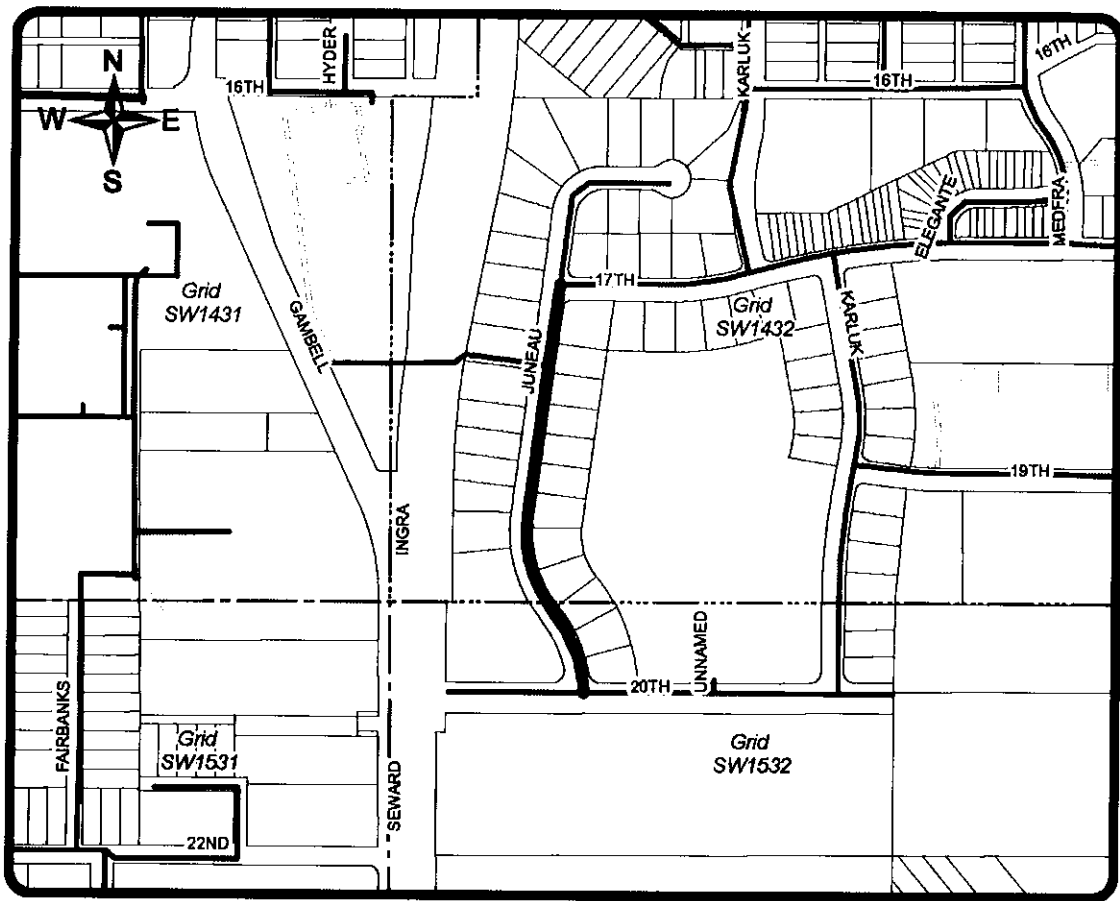 HYDER
KARLUK
16TH
N
16TH
16TH
W
E
S
ELEGANTE
MEDFRA
17TH
Grid
SW1431
Grid
SW1432
GAMBELL
JUNEAU
KARLUK
19TH
INGRA
UNNAMED
20TH
FAIRBANKS
Grid
SW1531
Grid
SW1532
SEWARD
22ND